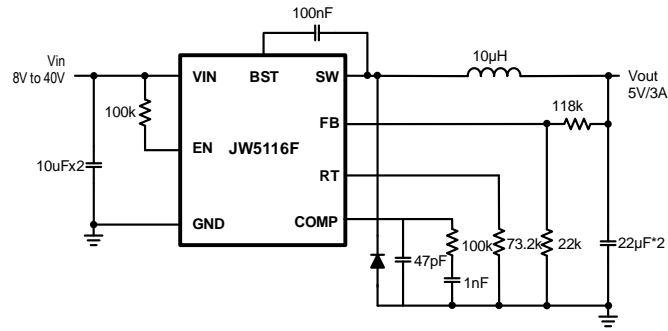 100nF
Vin
8V to 40V
VIN
BST
SW
10µH
Vout
5V/3A
100k
118k
FB
EN
JW5116F
10uFx2
RT
GND
COMP
100k
73.2k
22k
22µF*2
47pF
1nF